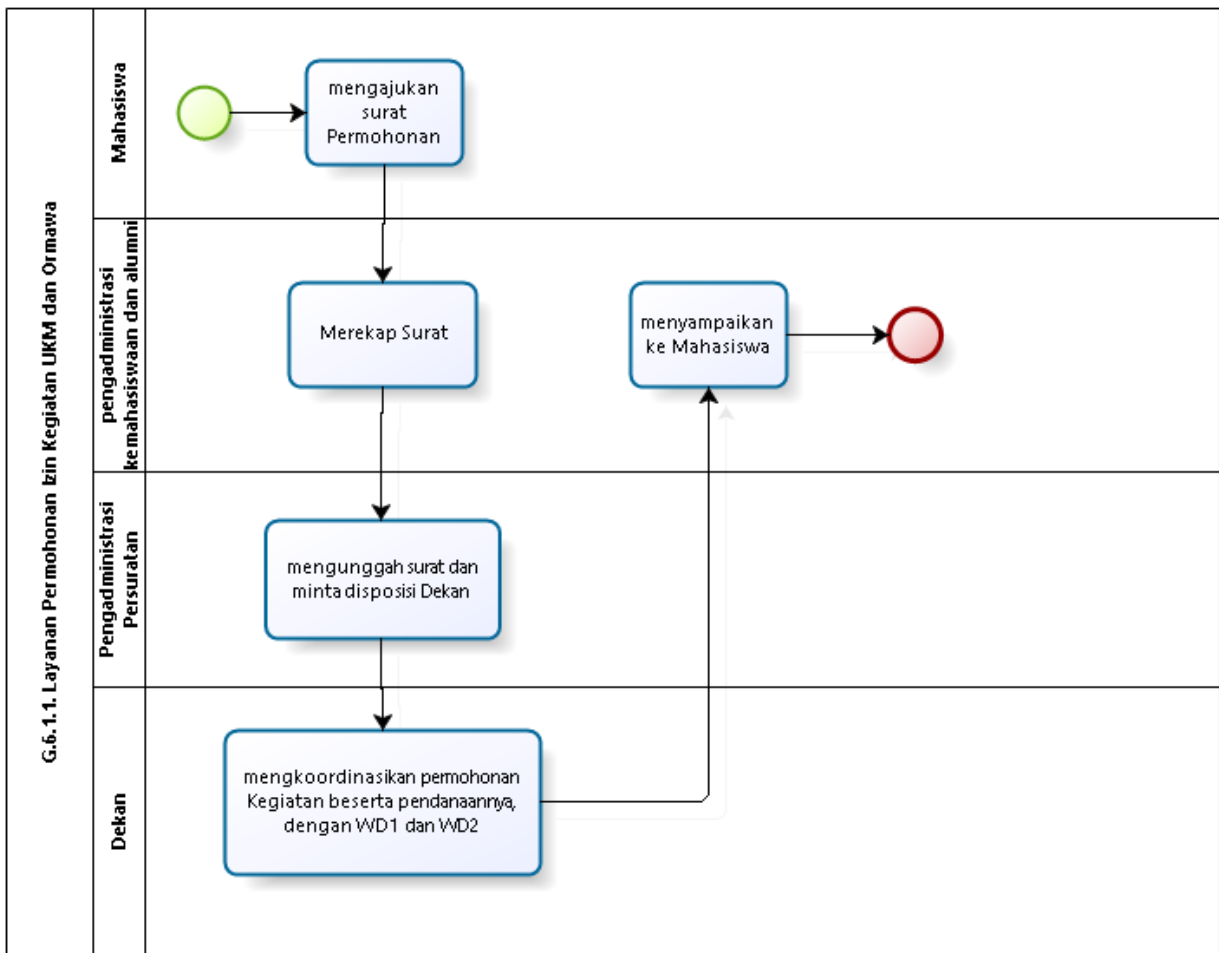 G.6.1.1. Layanan Permohonan Izin Kegiatan UKM dan Ormawa
Mahasiswa
mengajukan
surat
Permohonan
pengadministrasi
kemahasiswaan dan alumni
Merekap Surat
menyampaikan
ke Mahasiswa
Pengadministrasi
Persuratan
mengunggah surat dan
minta disposisi Dekan
Dekan
mengkoordinasikan permohonan
Kegiatan beserta pendanaannya,
dengan WD1 dan WD2